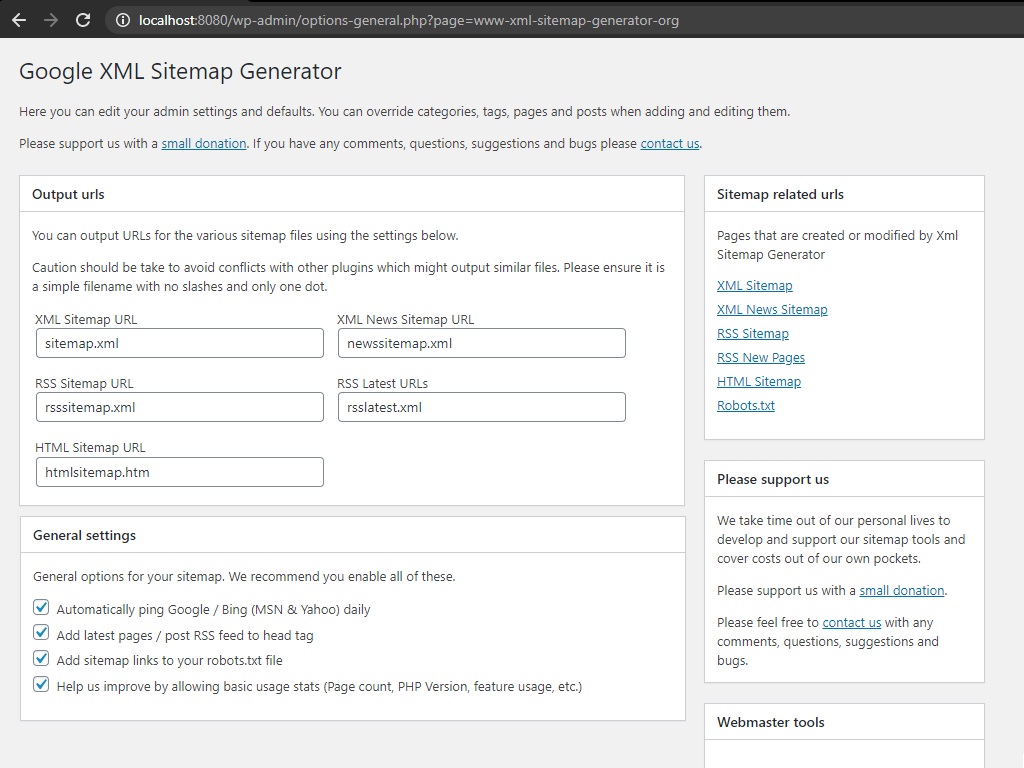 localhost:8080/wp-admin/options-general.php?page=www-xml-sitemap-generator-org
Google XML Sitemap Generator
Here you can edit your admin settings and defaults. You can override categories, tags, pages and posts when adding and editing them.
Please support us with a small donation. If you have any comments, questions, suggestions and bugs please contact us.
Output urls
You can output URLs for the various sitemap files using the settings below.
Caution should be take to avoid conflicts with other plugins which might output similar files. Please ensure it is
a simple filename with no slashes and only one dot.
XML Sitemap URL
sitemap.xml
XML News Sitemap URL
newssitemap.xml
RSS Sitemap URL
rsssitemap.xml
RSS Latest URLs
rsslatest.xml
HTML Sitemap URL
htmlsitemap.htm
General settings
General options for your sitemap. We recommend you enable all of these.
Automatically ping Google / Bing (MSN & Yahoo) daily
Add latest pages / post RSS feed to head tag
Add sitemap links to your robots.txt file
Help us improve by allowing basic usage stats (Page count, PHP Version, feature usage, etc.)
Sitemap related urls
Pages that are created or modified by Xml
Sitemap Generator
XML Sitemap
XML News Sitemap
RSS Sitemap
RSS New Pages
HTML Sitemap
Robots.txt
Please support us
We take time out of our personal lives to
develop and support our sitemap tools and
cover costs out of our own pockets.
Please support us with a small donation.
Please feel free to contact us with any
comments, questions, suggestions and
bugs.
Webmaster tools